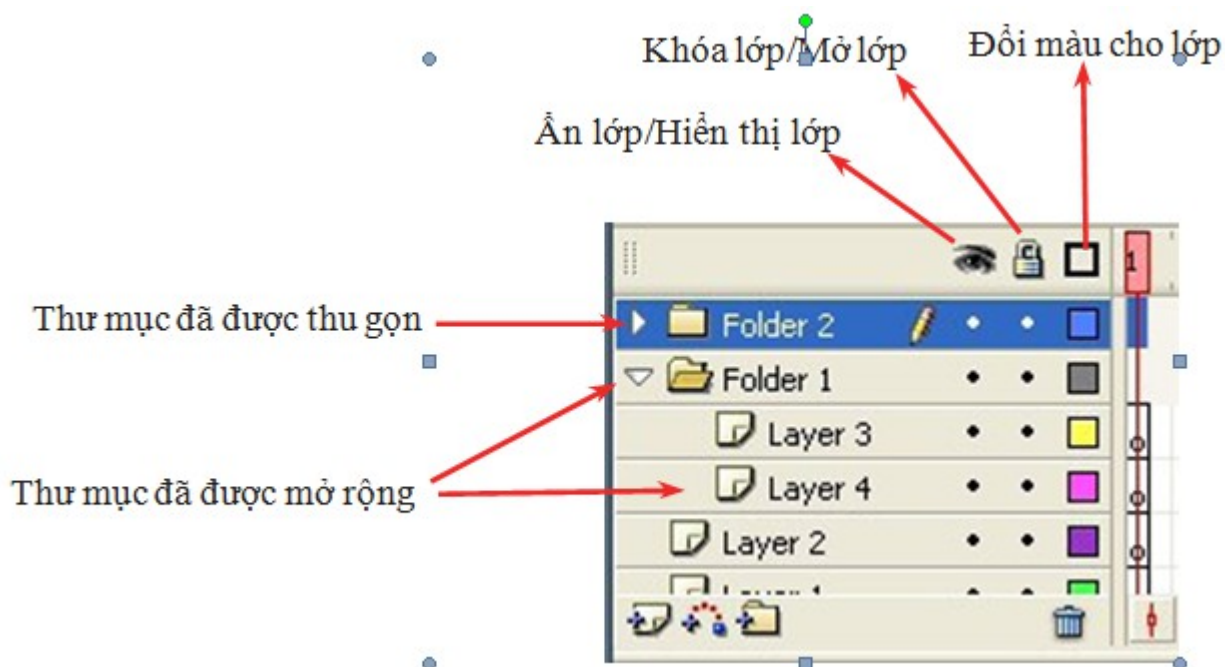 Khóa lớp/Mở lớp
Đổi màu cho lớp
Ẩn lớp/Hiển thị lớp
1
Thư mục đã được thu gọn
Folder 2
Folder 1
Layer 3
Thư mục đã được mở rộng
Layer 4
Layer 2